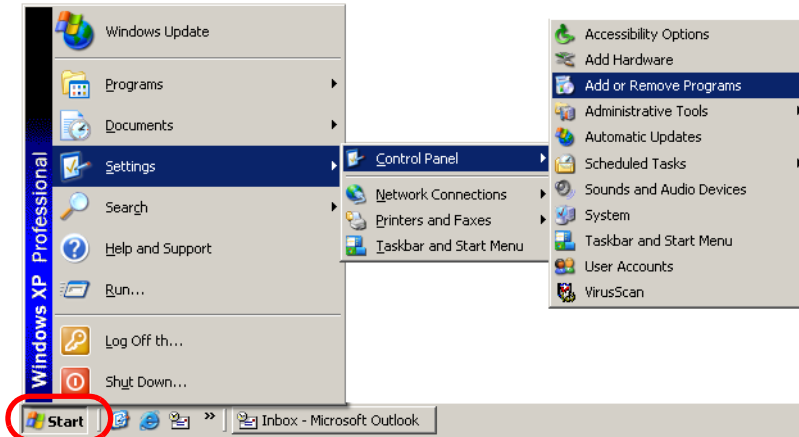 Windows XP Professional
Windows Update
Programs
Documents
Settings
Search
Help and Support
Run...
Log Off th...
Shut Down...
Control Panel
Network Connections
Printers and Faxes
Taskbar and Start Menu
Accessibility Options
Add Hardware
Add or Remove Programs
Administrative Tools
Automatic Updates
Scheduled Tasks
Sounds and Audio Devices
System
Taskbar and Start Menu
User Accounts
VirusScan
Start
»
Inbox - Microsoft Outlook